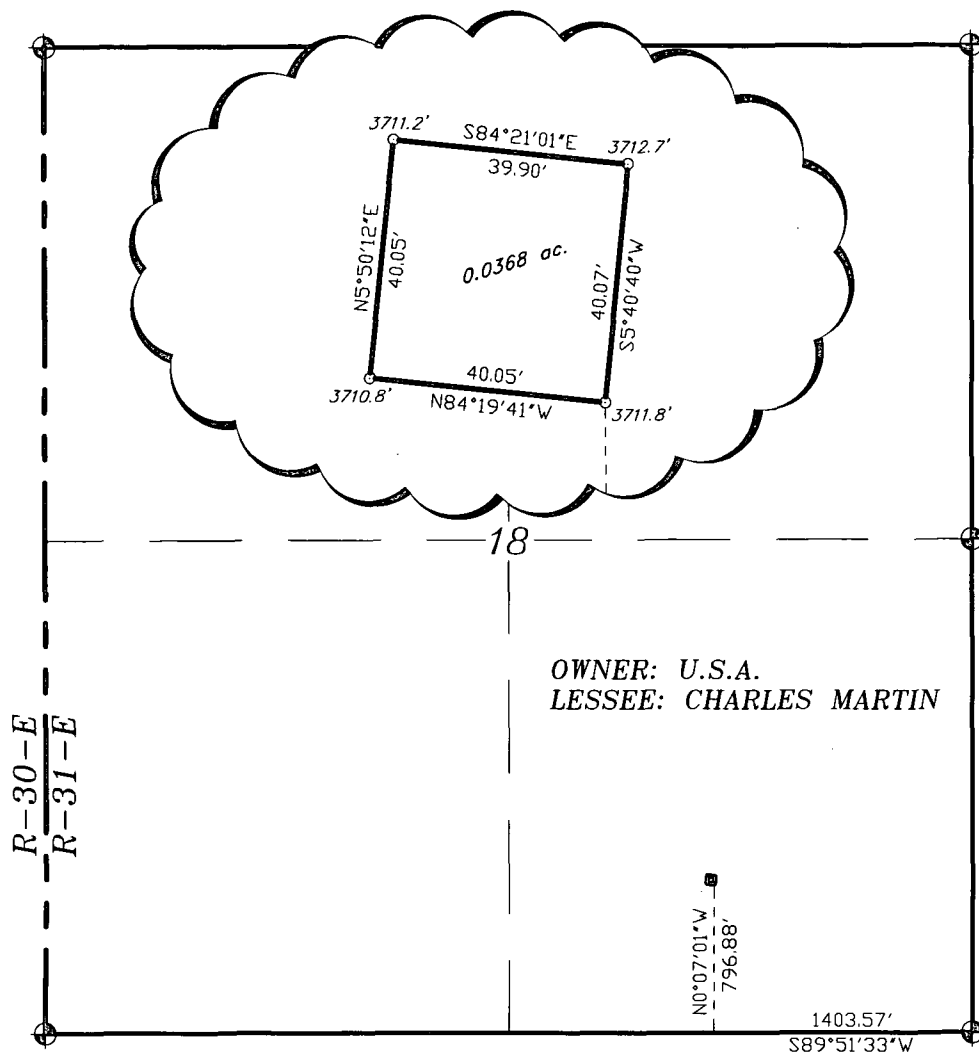 3711.2'
S84°21'01"E
3712.7'
39.90'
N5°50'12"E
40.05'
0.0368 ac.
40.07'
S5°40'40"W
40.05'
3710.8'
N84°19'41"W
3711.8'
18
OWNER: U.S.A.
LESSEE: CHARLES MARTIN
R-30-E
R-31-E
N0°07'01"W
796.88'
1403.57'
S89°51'33"W